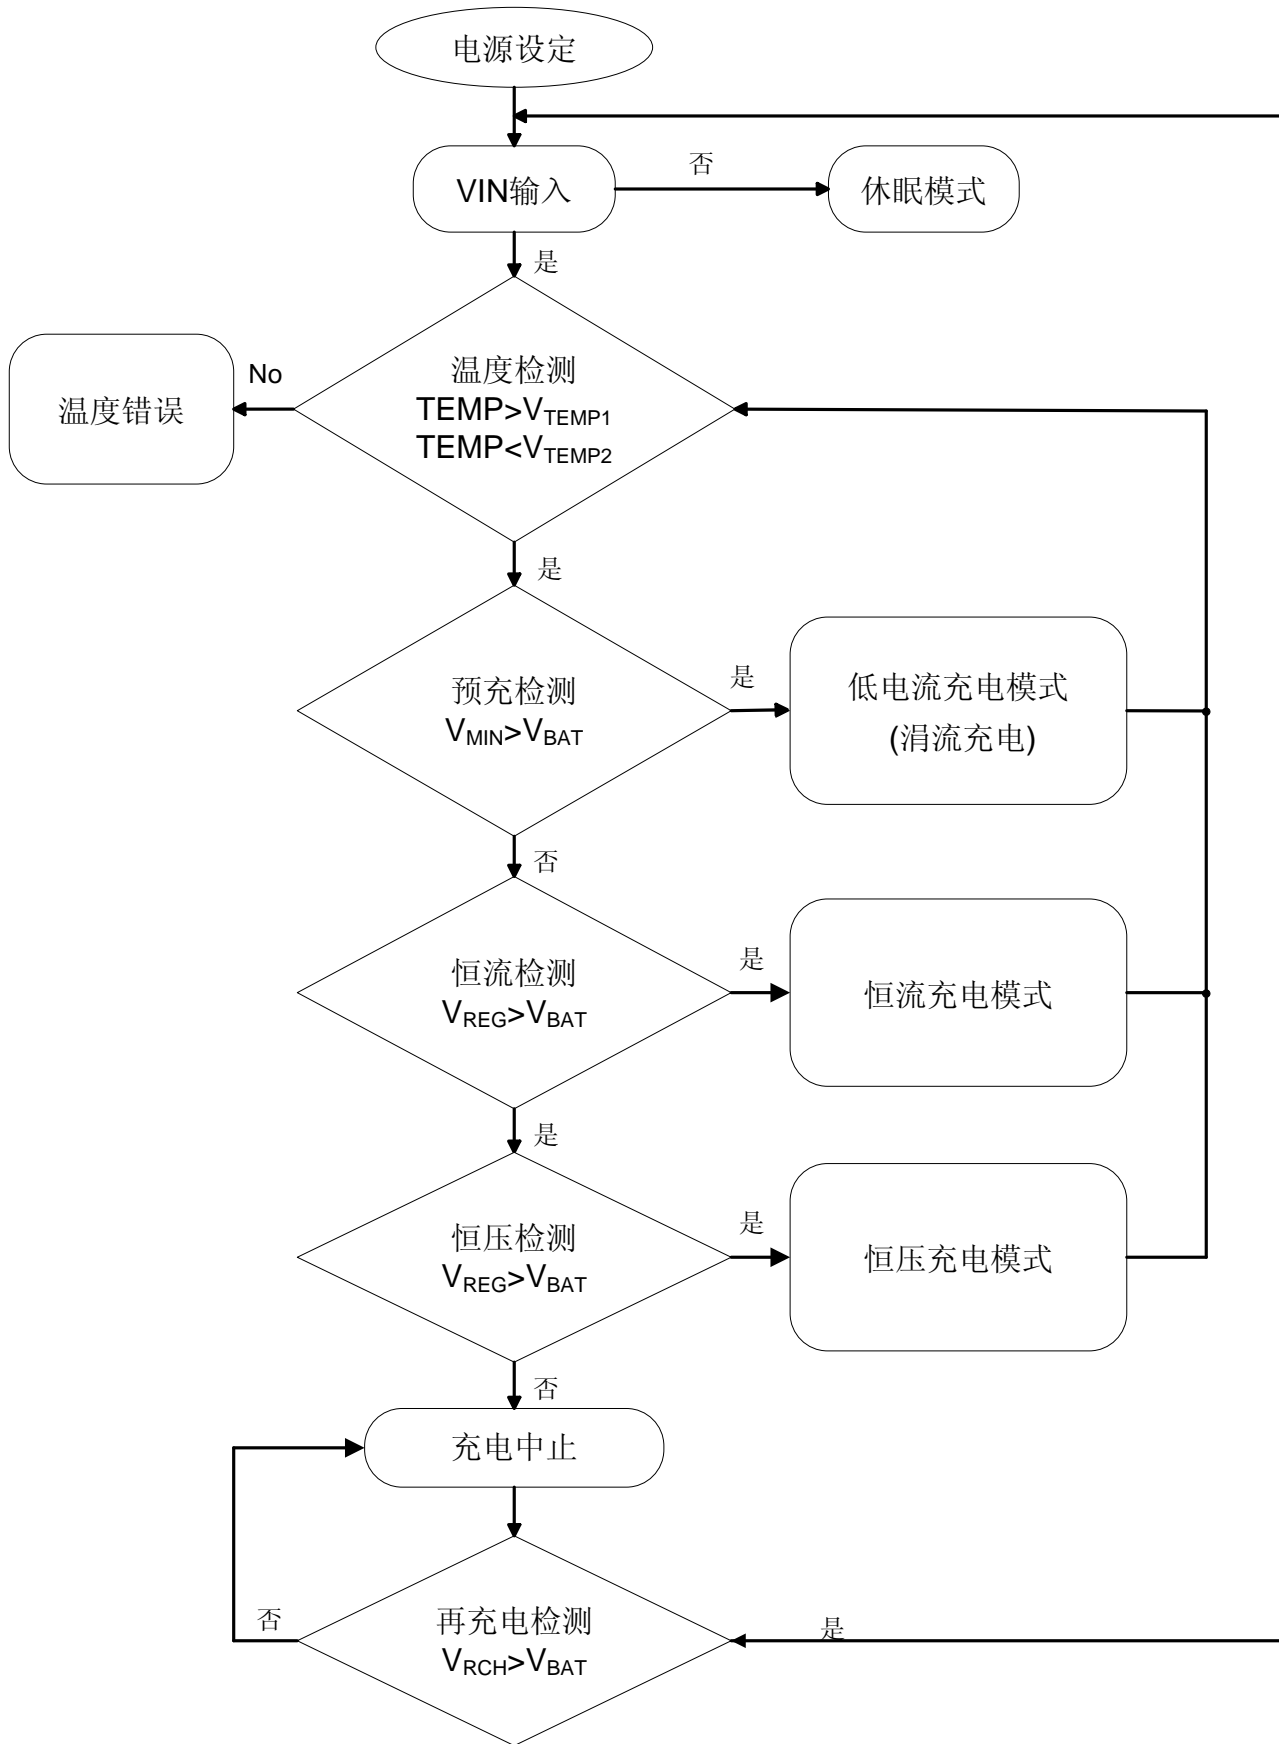 电源设定
VIN输入
否
休眠模式
是
温度检测
TEMP>VTEMP1
TEMP<VTEMP2
No
温度错误
是
预充检测
VMIN>VBAT
是
低电流充电模式
(涓流充电)
否
恒流检测
VREG>VBAT
是
恒流充电模式
是
恒压检测
VREG>VBAT
是
恒压充电模式
否
充电中止
再充电检测
VRCH>VBAT
否
是